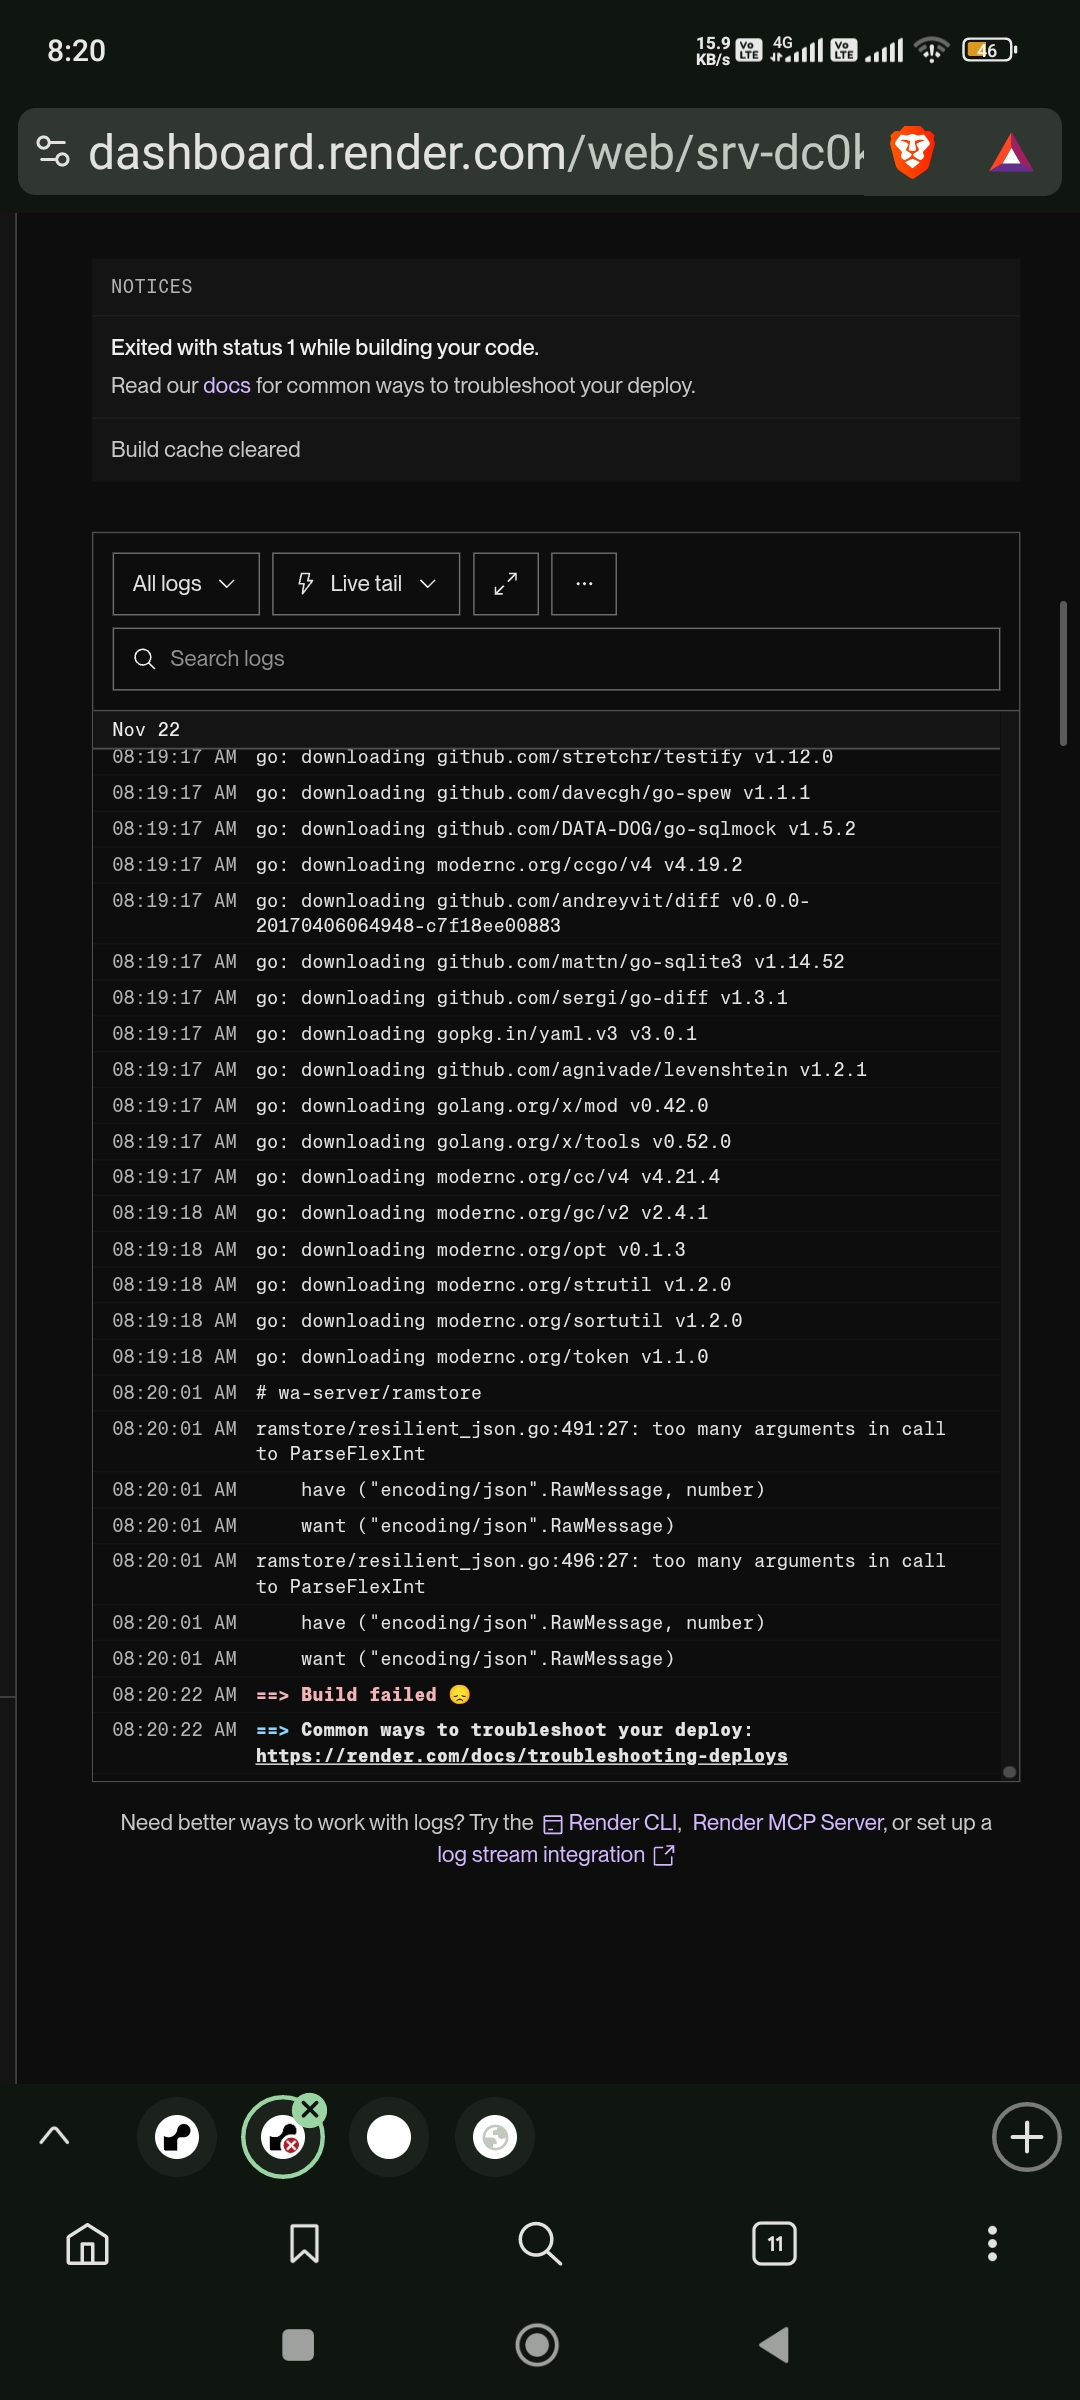 8:20
15.9 KB/s
Vo LTE
4G
Vo LTE
46
dashboard.render.com/web/srv-dc0k
NOTICES
Exited with status 1 while building your code.
Read our docs for common ways to troubleshoot your deploy.
Build cache cleared
All logs
Live tail
Search logs
Nov 22
08:19:17 AM go: downloading github.com/stretchr/testify v1.12.0
08:19:17 AM go: downloading github.com/davecgh/go-spew v1.1.1
08:19:17 AM go: downloading github.com/DATA-DOG/go-sqlmock v1.5.2
08:19:17 AM go: downloading modernc.org/ccgo/v4 v4.19.2
08:19:17 AM go: downloading github.com/andreyvit/diff v0.0.0-
20170406064948-c7f18ee00883
08:19:17 AM go: downloading github.com/mattn/go-sqlite3 v1.14.52
08:19:17 AM go: downloading github.com/sergi/go-diff v1.3.1
08:19:17 AM go: downloading gopkg.in/yaml.v3 v3.0.1
08:19:17 AM go: downloading github.com/agnivade/levenshtein v1.2.1
08:19:17 AM go: downloading golang.org/x/mod v0.42.0
08:19:17 AM go: downloading golang.org/x/tools v0.52.0
08:19:17 AM go: downloading modernc.org/cc/v4 v4.21.4
08:19:18 AM go: downloading modernc.org/gc/v2 v2.4.1
08:19:18 AM go: downloading modernc.org/opt v0.1.3
08:19:18 AM go: downloading modernc.org/strutil v1.2.0
08:19:18 AM go: downloading modernc.org/sortutil v1.2.0
08:19:18 AM go: downloading modernc.org/token v1.1.0
08:20:01 AM # wa-server/ramstore
08:20:01 AM ramstore/resilient_json.go:491:27: too many arguments in call
to ParseFlexInt
08:20:01 AM have ("encoding/json".RawMessage, number)
08:20:01 AM want ("encoding/json".RawMessage)
08:20:01 AM ramstore/resilient_json.go:496:27: too many arguments in call
to ParseFlexInt
08:20:01 AM have ("encoding/json".RawMessage, number)
08:20:01 AM want ("encoding/json".RawMessage)
08:20:22 AM ==> Build failed 😞
08:20:22 AM ==> Common ways to troubleshoot your deploy:
https://render.com/docs/troubleshooting-deploys
Need better ways to work with logs? Try the Render CLI, Render MCP Server, or set up a
log stream integration
11